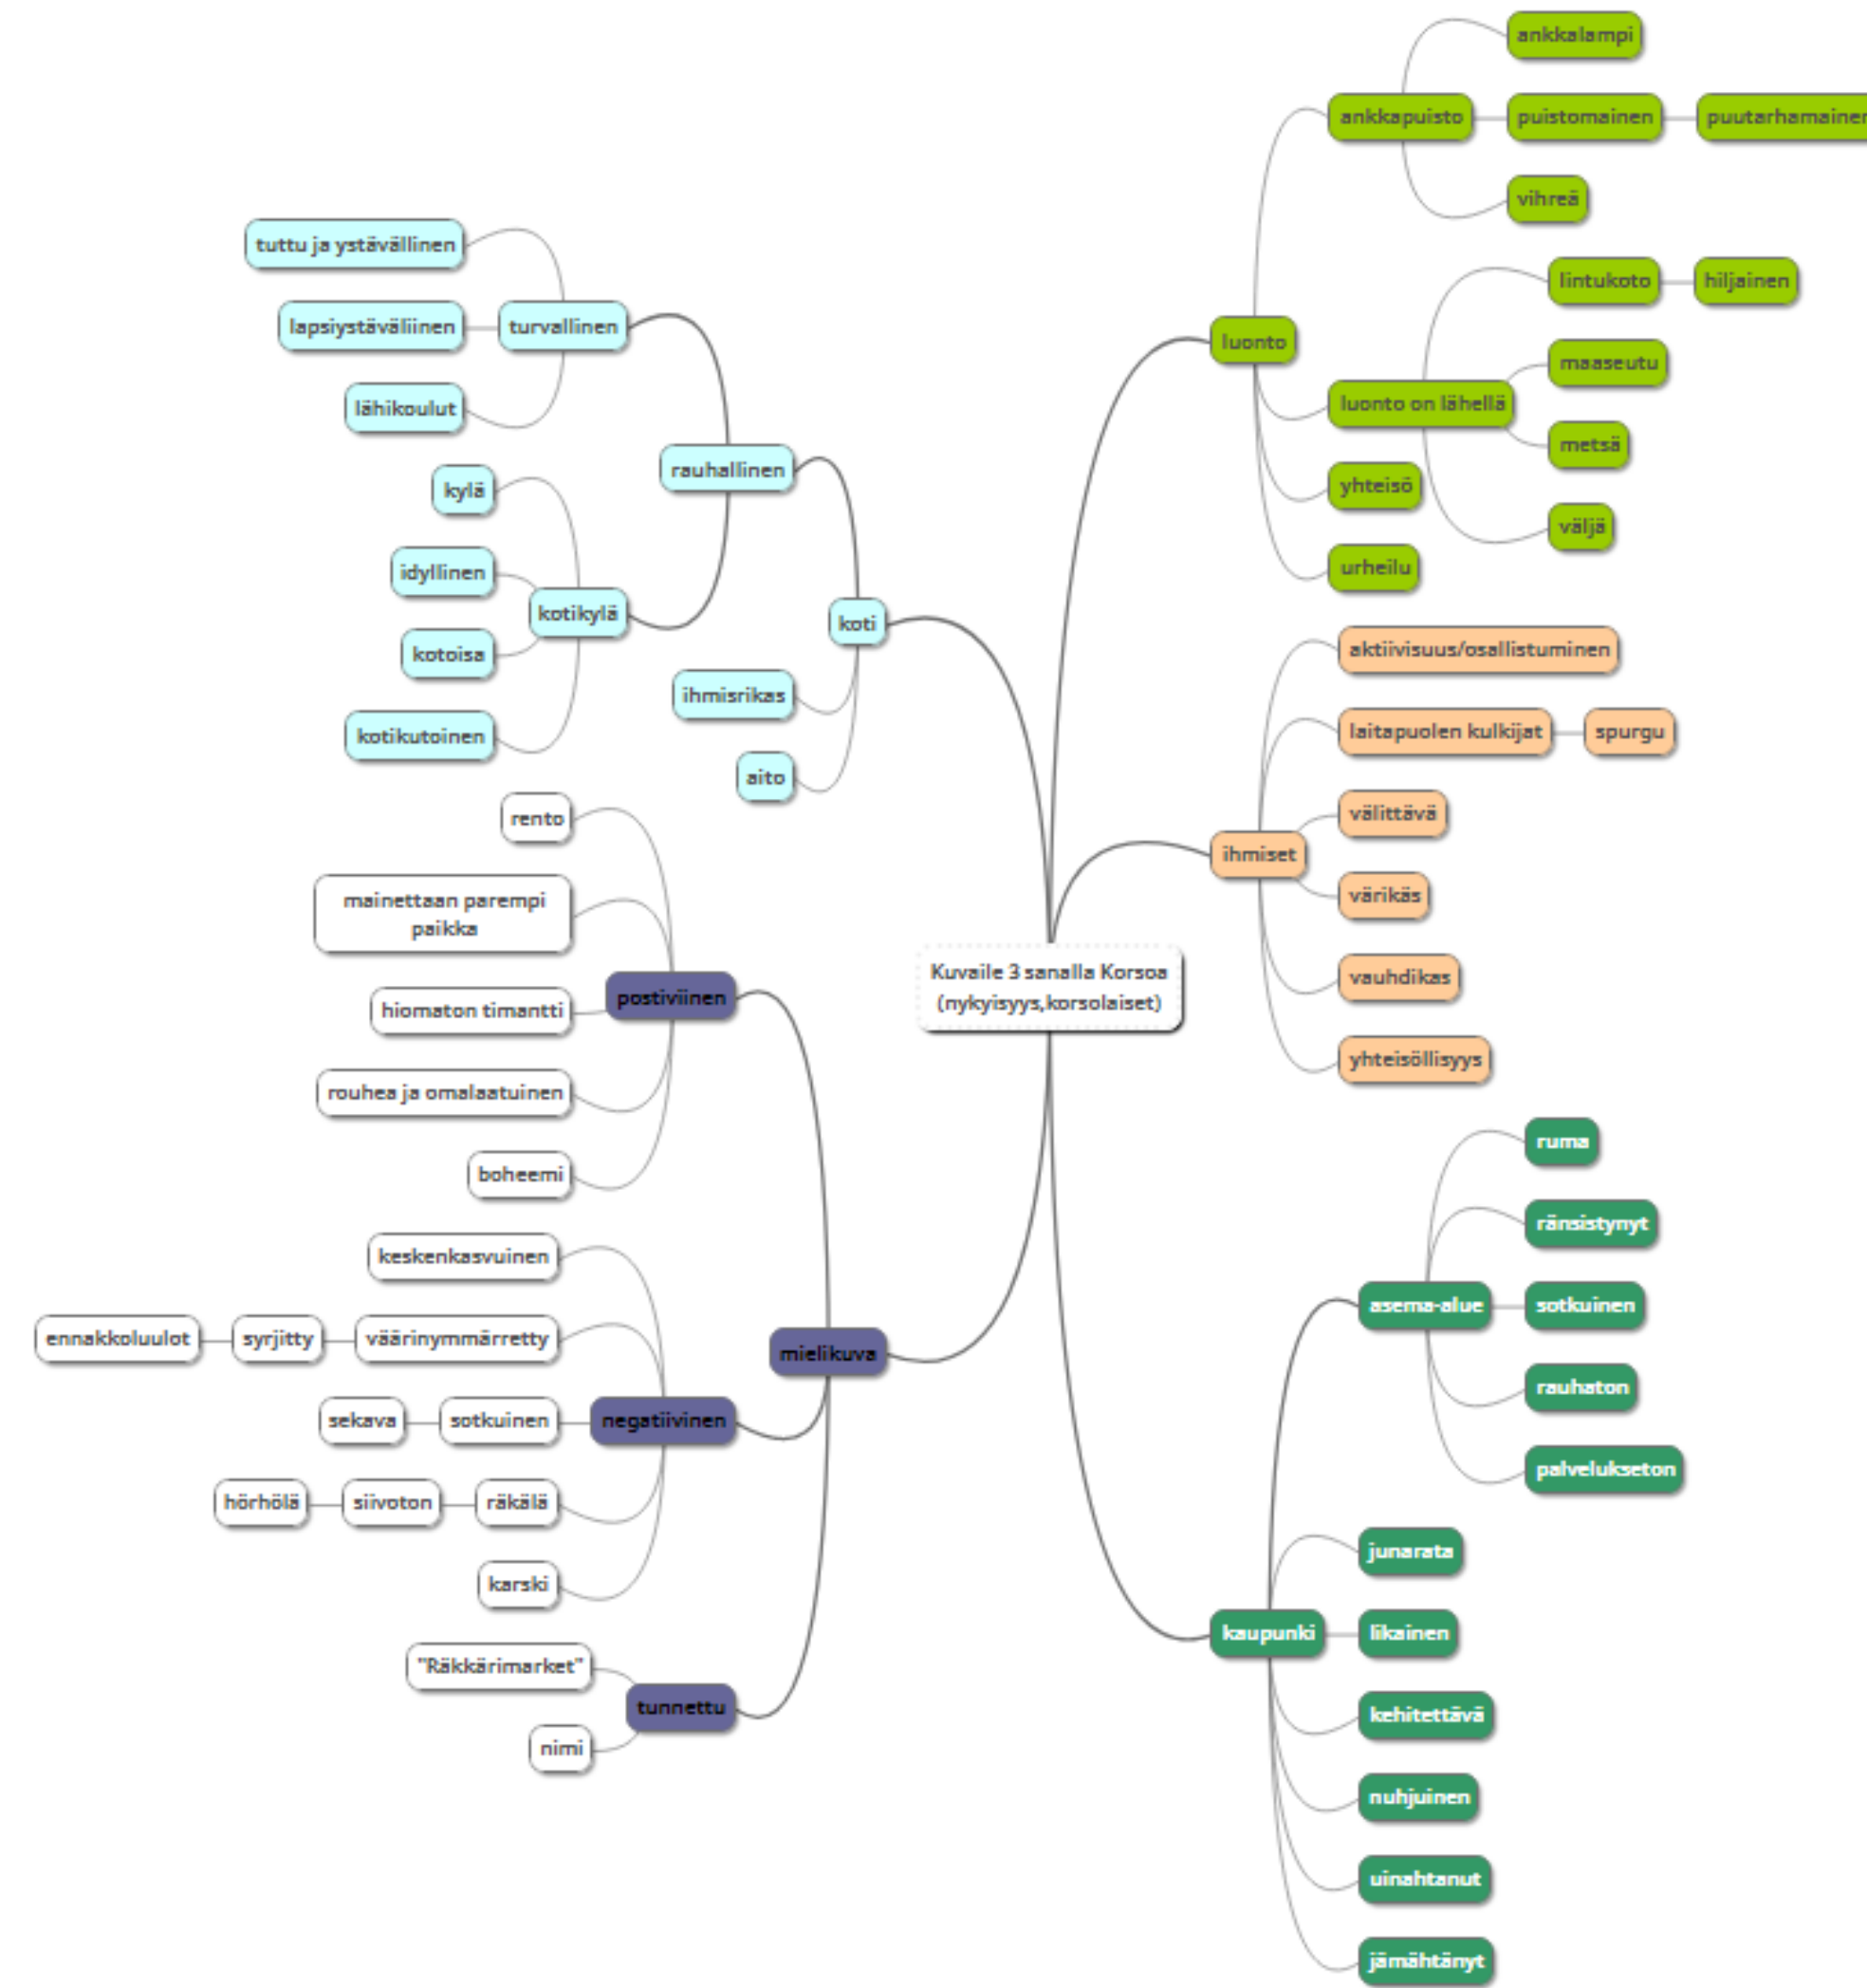 Kuvaile 3 sanalla Korsoa
(nykyisyys,korsolaiset)
luonto
ankkapuisto
ankkalampi
puistomainen
puutarhamainen
vihreä
luonto on lähellä
lintukoto
hiljainen
maaseutu
metsä
väljä
yhteisö
urheilu
ihmiset
aktiivisuus/osallistuminen
laitapuolen kulkijat
spurgu
välittävä
värikäs
vauhdikas
yhteisöllisyys
kaupunki
asema-alue
ruma
ränsistynyt
sotkuinen
rauhaton
palvelukseton
junarata
likainen
kehitettävä
nuhjuinen
uinahtanut
jämähtänyt
koti
rauhallinen
turvallinen
tuttu ja ystävällinen
lapsiystäväliinen
lähikoulut
kotikylä
kylä
idyllinen
kotoisa
kotikutoinen
ihmisrikas
aito
mielikuva
postiviinen
rento
mainettaan parempi
paikka
hiomaton timantti
rouhea ja omalaatuinen
boheemi
negatiivinen
keskenkasvuinen
väärinymmärretty
syrjitty
ennakkoluulot
sotkuinen
sekava
räkälä
siivoton
hörhölä
karski
tunnettu
"Räkkärimarket"
nimi